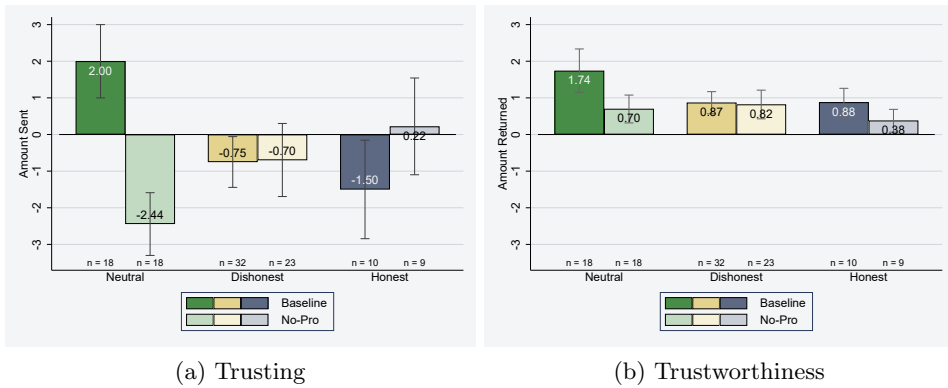 3
2
1
0
-1
-2
-3
Amount Sent
2.00
-2.44
-0.75
-0.70
-1.50
0.22
n = 18 n = 18 n = 32 n = 23 n = 10 n = 9
Neutral Dishonest Honest
Baseline
No-Pro
(a) Trusting
3
2
1
0
-1
-2
-3
Amount Returned
1.74
0.70
0.87
0.82
0.88
0.38
n = 18 n = 18 n = 32 n = 23 n = 10 n = 9
Neutral Dishonest Honest
Baseline
No-Pro
(b) Trustworthiness